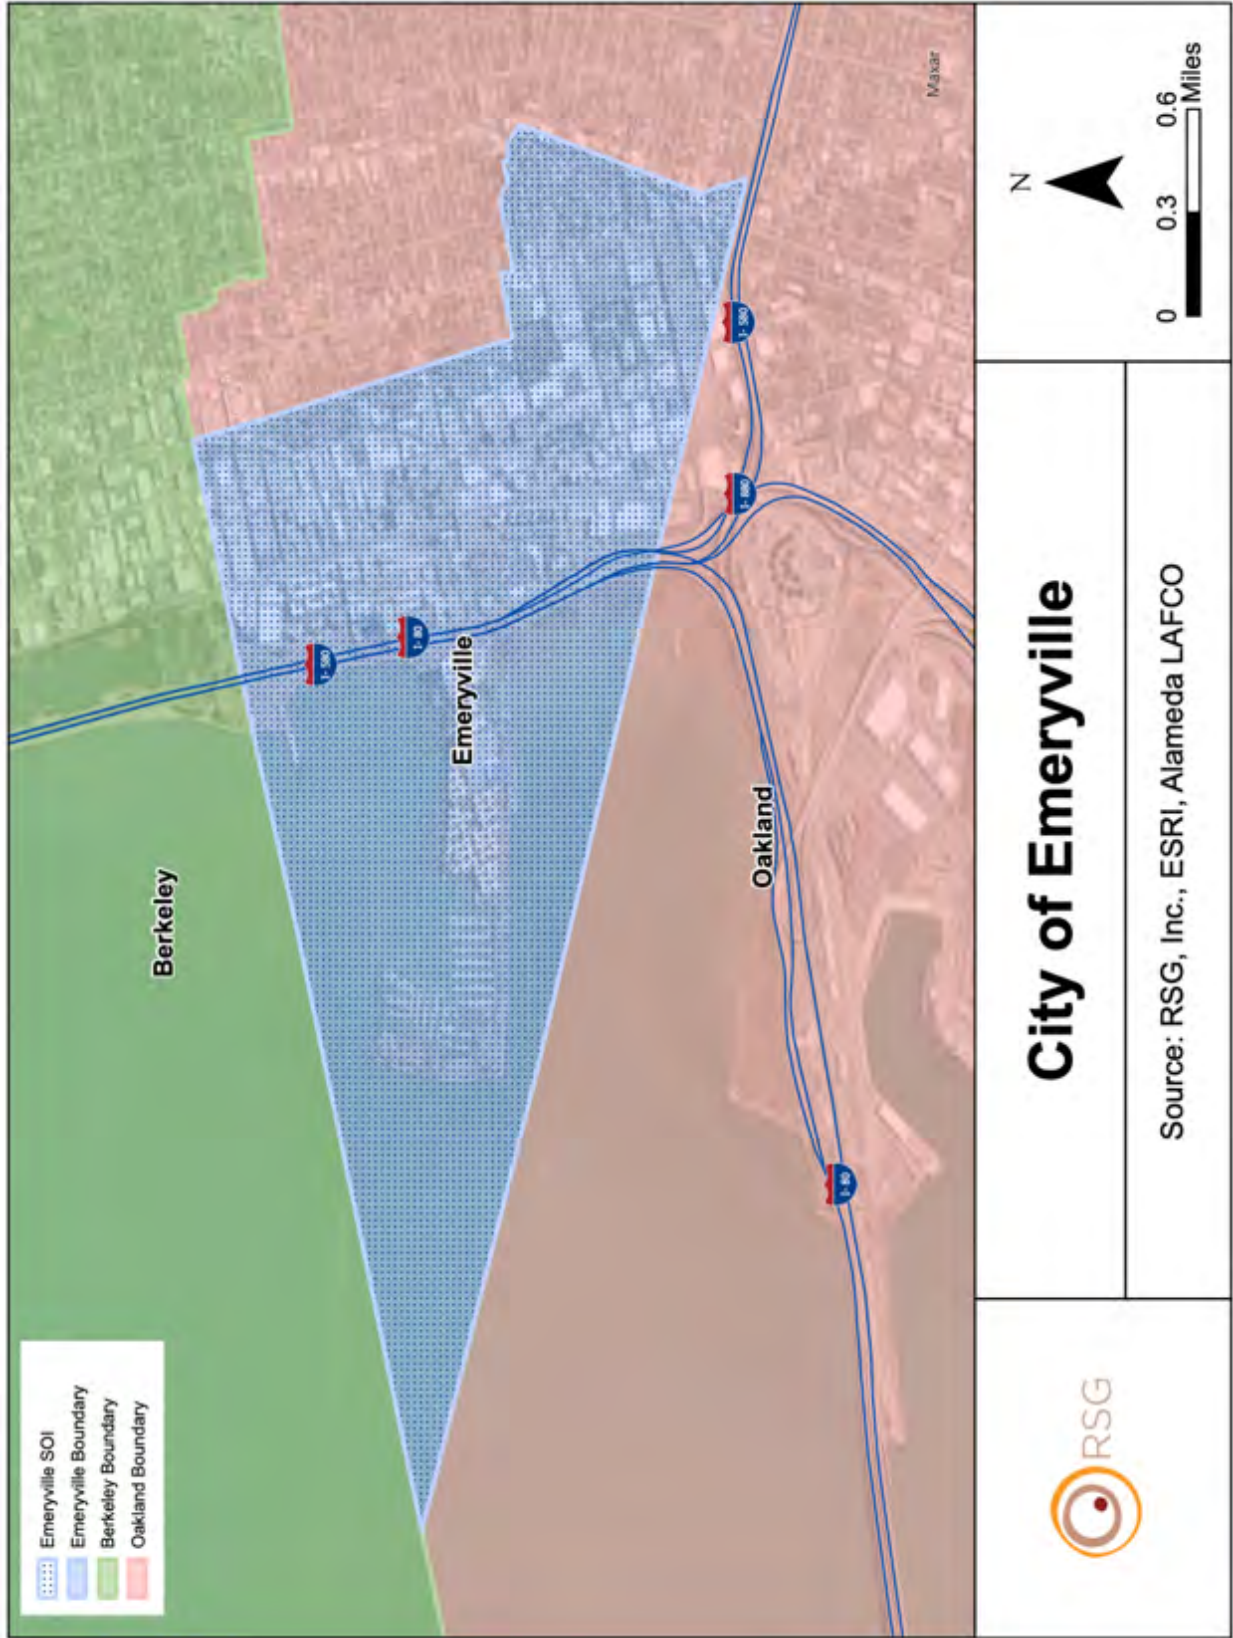 Emeryville SOI
Emeryville Boundary
Berkeley Boundary
Oakland Boundary
Berkeley
I- 580
I- 80
Emeryville
I- 580
I- 880
Oakland
I- 80
Maxar
RSG
City of Emeryville
Source: RSG, Inc., ESRI, Alameda LAFCO
N
0 0.3 0.6
Miles